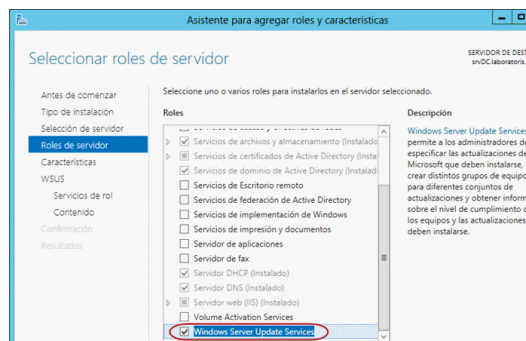 Asistente para agregar roles y características
Seleccionar roles de servidor
SERVIDOR DE DEST
srvDC.laboratoris.
Antes de comenzar
Tipo de instalación
Selección de servidor
Roles de servidor
Características
WSUS
Servicios de rol
Contenido
Confirmación
Resultados
Seleccione uno o varios roles para instalarlos en el servidor seleccionado.
Roles
Servicios de archivos y almacenamiento (Instalado
Servicios de certificados de Active Directory (Insta
Servicios de dominio de Active Directory (Instalad
Servicios de Escritorio remoto
Servicios de federación de Active Directory
Servicios de implementación de Windows
Servicios de impresión y documentos
Servidor de aplicaciones
Servidor de fax
Servidor DHCP (Instalado)
Servidor DNS (Instalado)
Servidor web (IIS) (Instalado)
Volume Activation Services
Windows Server Update Services
Descripción
Windows Server Update Services
permite a los administradores de
especificar las actualizaciones de
Microsoft que deben instalarse,
crear distintos grupos de equipo
para diferentes conjuntos de
actualizaciones y obtener inform
sobre el nivel de cumplimiento d
los equipos y las actualizaciones
deben instalarse.